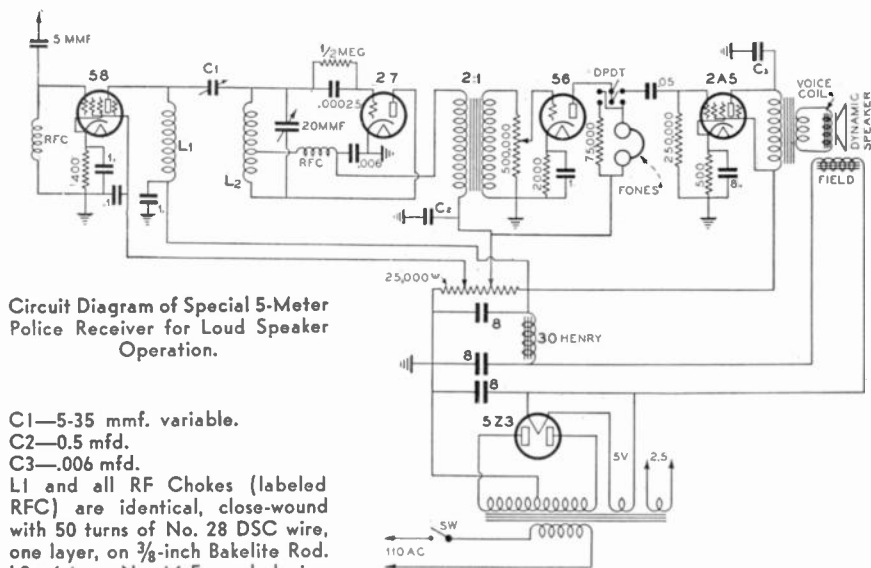 5 MMF
58
C1
1/2 MEG
.00025
27
2:1
56
DPDT
.05
2A5
C3
VOICE
COIL
DYNAMIC
SPEAKER
RFC
1400
1.
.1
1.
L1
L2
20MMF
RFC
.006
500,000
2000
1.
75,000
FONES
250,000
500
8.
FIELD
C2
25,000 ω
8
30 HENRY
8
8
5Z3
5V
2.5
SW
110 AC
Circuit Diagram of Special 5-Meter
Police Receiver for Loud Speaker
Operation.
C1—5-35 mmf. variable.
C2—0.5 mfd.
C3—.006 mfd.
L1 and all RF Chokes (labeled
RFC) are identical, close-wound
with 50 turns of No. 28 DSC wire,
one layer, on 3/8-inch Bakelite Rod.